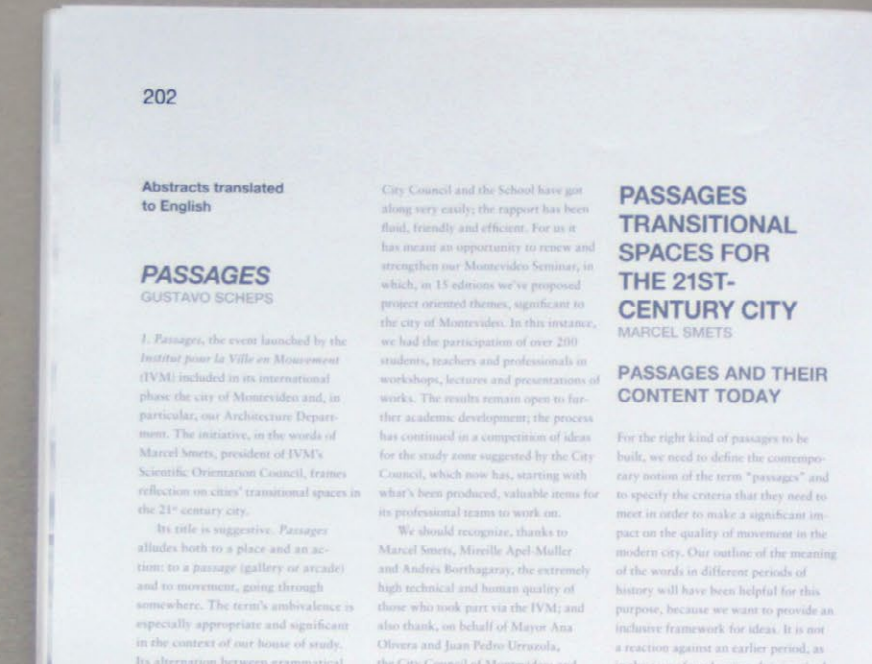 202
Abstracts translated
to English
PASSAGES
GUSTAVO SCHEPS
1. Passages, the event launched by the
Institut pour la Ville en Mouvement
(IVM) included in its international
phase the city of Montevideo and, in
particular, our Architecture Depart-
ment. The initiative, in the words of
Marcel Smets, president of IVM's
Scientific Orientation Council, frames
reflection on cities' transitional spaces in
the 21st century city.
Its title is suggestive. Passages
alludes both to a place and an ac-
tion: to a passage (gallery or arcade)
and to movement, going through
somewhere. The term's ambivalence is
especially appropriate and significant
in the context of our house of study.
Its alternation between grammatical
City Council and the School have got
along very easily; the rapport has been
fluid, friendly and efficient. For us it
has meant an opportunity to renew and
strengthen our Montevideo Seminar, in
which, in 15 editions we've proposed
project oriented themes, significant to
the city of Montevideo. In this instance,
we had the participation of over 200
students, teachers and professionals in
workshops, lectures and presentations of
works. The results remain open to fur-
ther academic development; the process
has continued in a competition of ideas
for the study zone suggested by the City
Council, which now has, starting with
what's been produced, valuable items for
its professional teams to work on.
We should recognize, thanks to
Marcel Smets, Mireille Apel-Muller
and Andrés Borthagaray, the extremely
high technical and human quality of
those who took part via the IVM; and
also thank, on behalf of Mayor Ana
Olivera and Juan Pedro Urruzola,
the City Council of Montevideo and
PASSAGES
TRANSITIONAL
SPACES FOR
THE 21ST-
CENTURY CITY
MARCEL SMETS
PASSAGES AND THEIR
CONTENT TODAY
For the right kind of passages to be
built, we need to define the contempo-
rary notion of the term "passages" and
to specify the criteria that they need to
meet in order to make a significant im-
pact on the quality of movement in the
modern city. Our outline of the meaning
of the words in different periods of
history will have been helpful for this
purpose, because we want to provide an
inclusive framework for ideas. It is not
a reaction against an earlier period, as